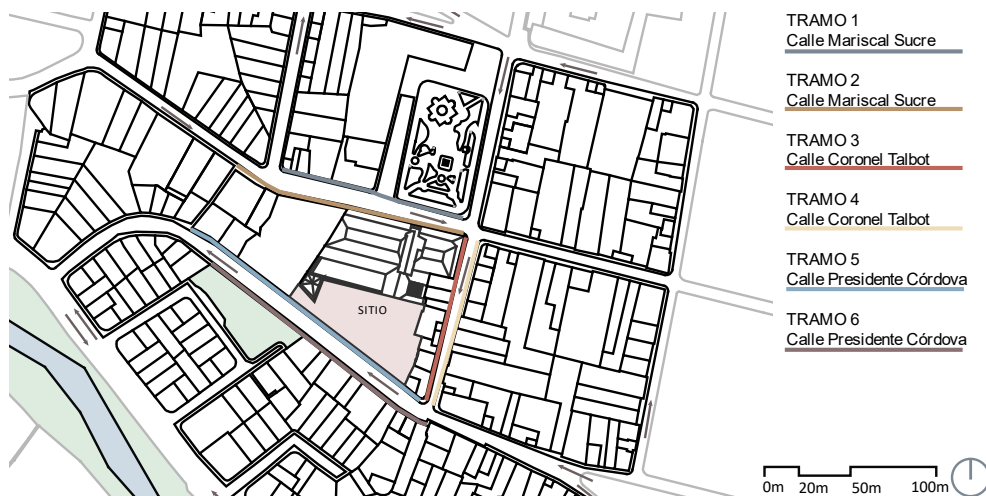 TRAMO 1
Calle Mariscal Sucre
TRAMO 2
Calle Mariscal Sucre
TRAMO 3
Calle Coronel Talbot
TRAMO 4
Calle Coronel Talbot
TRAMO 5
Calle Presidente Córdova
TRAMO 6
Calle Presidente Córdova
SITIO
0m 20m 50m 100m